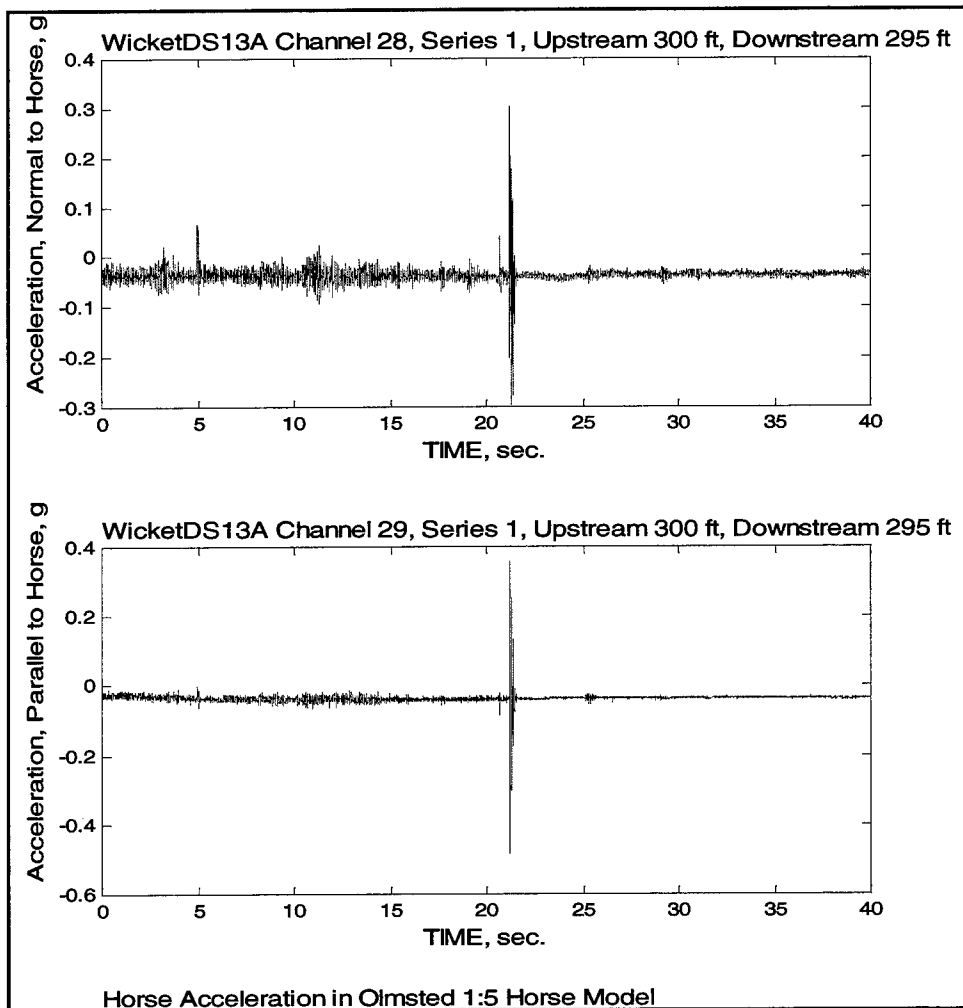 WicketDS13A Channel 28, Series 1, Upstream 300 ft, Downstream 295 ft
Acceleration, Normal to Horse, g
0.4
0.3
0.2
0.1
0
-0.1
-0.2
-0.3
0 5 10 15 20 25 30 35 40
TIME, sec.
WicketDS13A Channel 29, Series 1, Upstream 300 ft, Downstream 295 ft
Acceleration, Parallel to Horse, g
0.4
0.2
0
-0.2
-0.4
-0.6
0 5 10 15 20 25 30 35 40
TIME, sec.
Horse Acceleration in Olmsted 1:5 Horse Model